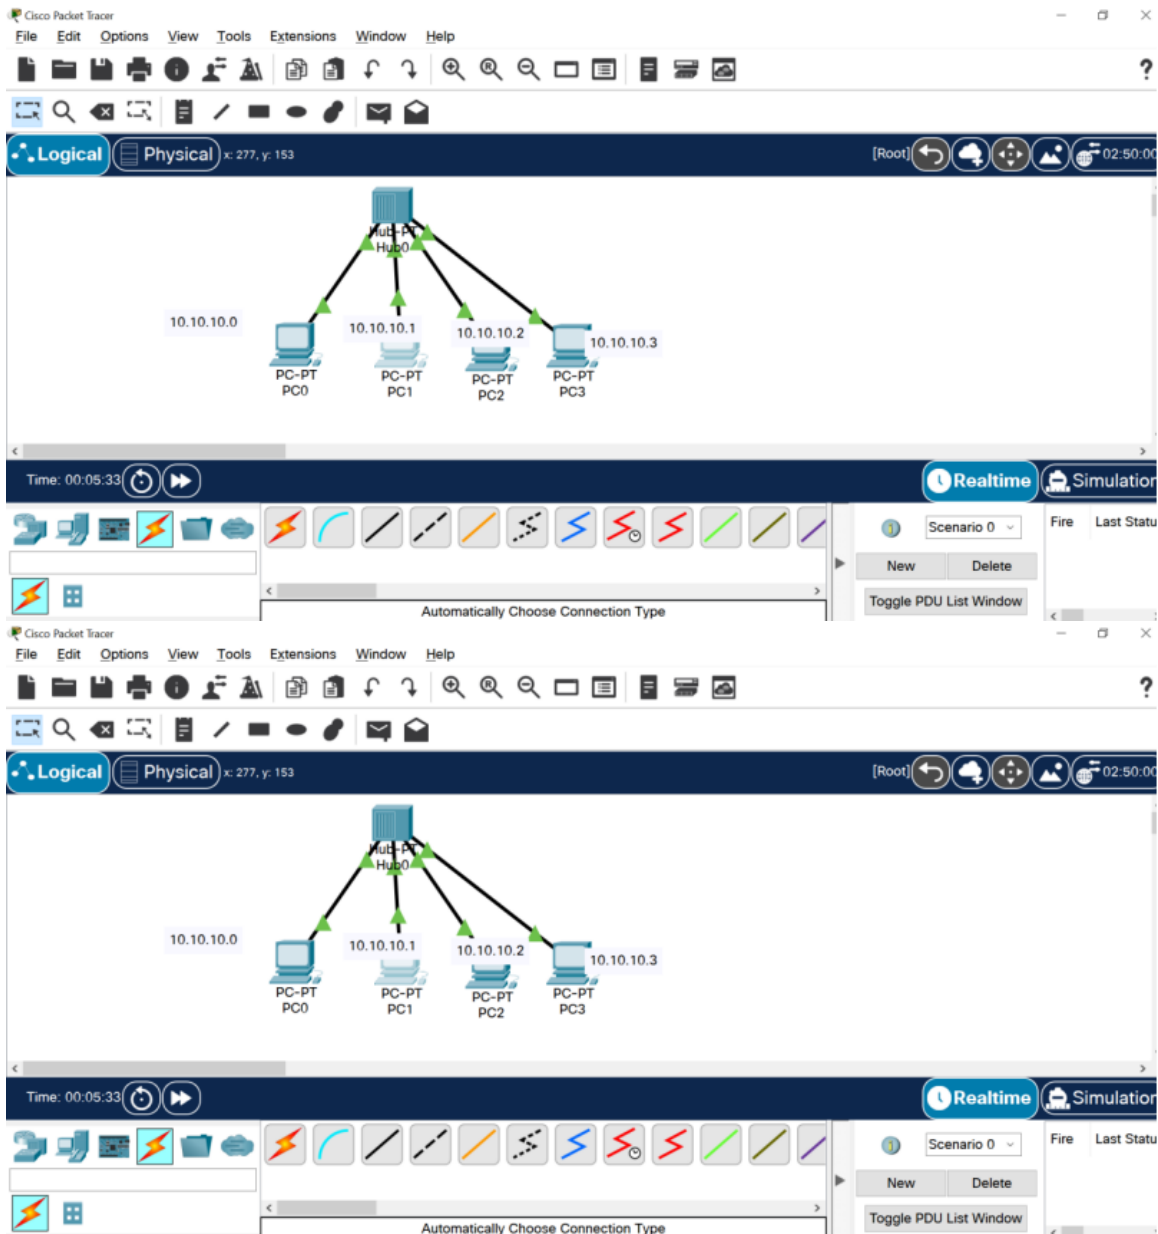 Cisco Packet Tracer
File Edit Options View Tools Extensions Window Help
?
Logical Physical x: 277, y: 153 [Root] 02:50:00
Hub-PT
Hub0
10.10.10.0 10.10.10.1 10.10.10.2 10.10.10.3
PC-PT PC-PT PC-PT PC-PT
PC0 PC1 PC2 PC3
Time: 00:05:33 Realtime Simulation
Scenario 0 Fire Last Statu
New Delete
Toggle PDU List Window
Automatically Choose Connection Type
Cisco Packet Tracer
File Edit Options View Tools Extensions Window Help
?
Logical Physical x: 277, y: 153 [Root] 02:50:00
Hub-PT
Hub0
10.10.10.0 10.10.10.1 10.10.10.2 10.10.10.3
PC-PT PC-PT PC-PT PC-PT
PC0 PC1 PC2 PC3
Time: 00:05:33 Realtime Simulation
Scenario 0 Fire Last Statu
New Delete
Toggle PDU List Window
Automatically Choose Connection Type